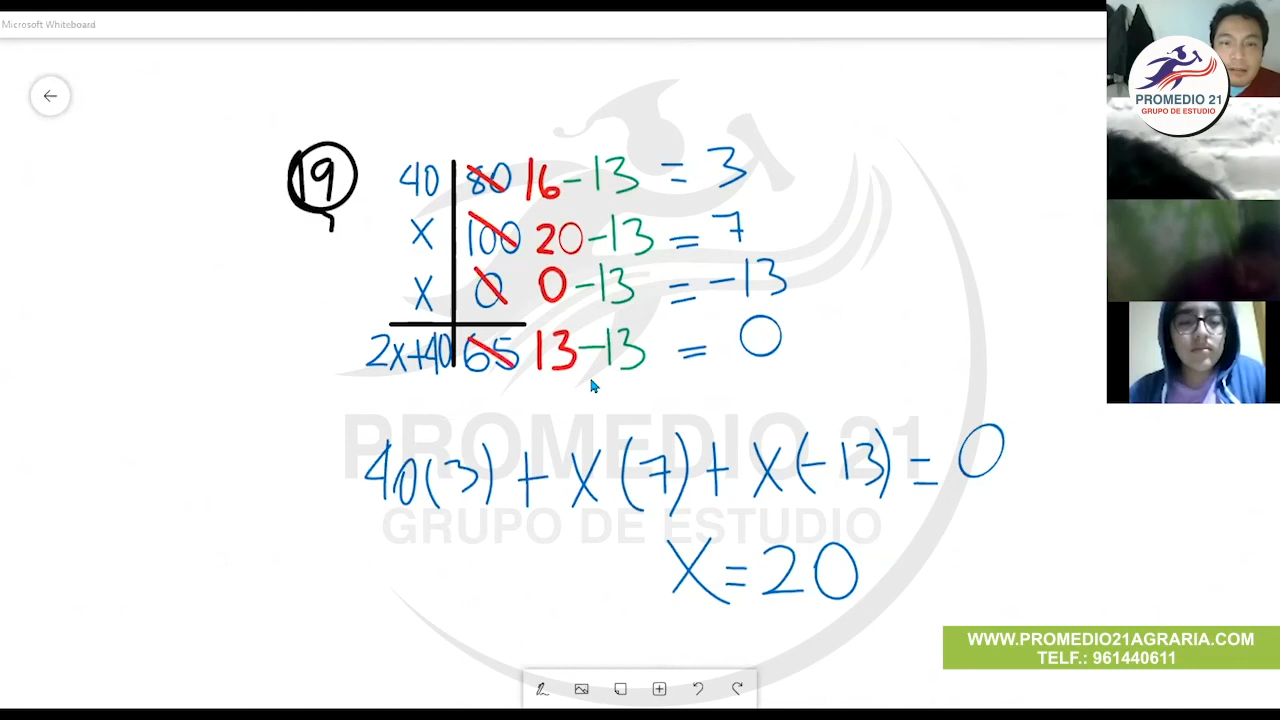 Microsoft Whiteboard
PROMEDIO 21
GRUPO DE ESTUDIO
19
40 80 16 -13 = 3
X 100 20 -13 = 7
X 0 0 -13 = -13
2x+40 65 13 -13 = 0
40(3) + X(7) + X(-13) = 0
X = 20
PROMEDIO 21
GRUPO DE ESTUDIO
WWW.PROMEDIO21AGRARIA.COM
TELF.: 961440611